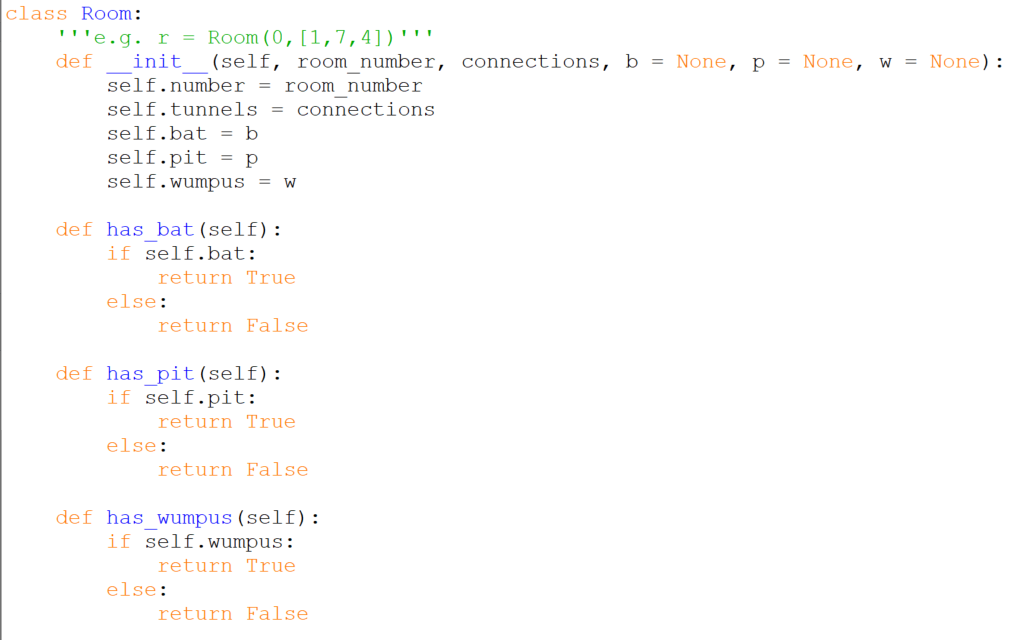 class Room:
    '''e.g. r = Room(0,[1,7,4])'''
    def __init__(self, room_number, connections, b = None, p = None, w = None):
        self.number = room_number
        self.tunnels = connections
        self.bat = b
        self.pit = p
        self.wumpus = w

    def has_bat(self):
        if self.bat:
            return True
        else:
            return False

    def has_pit(self):
        if self.pit:
            return True
        else:
            return False

    def has_wumpus(self):
        if self.wumpus:
            return True
        else:
            return False